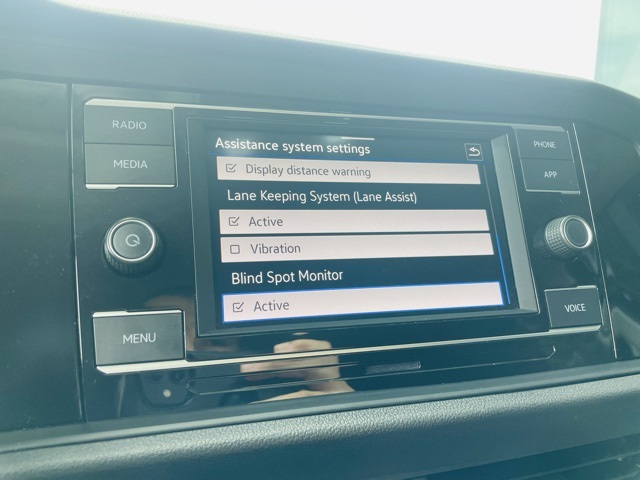 RADIO
MEDIA
MENU
Assistance system settings
Display distance warning
Lane Keeping System (Lane Assist)
Active
Vibration
Blind Spot Monitor
Active
PHONE
APP
VOICE